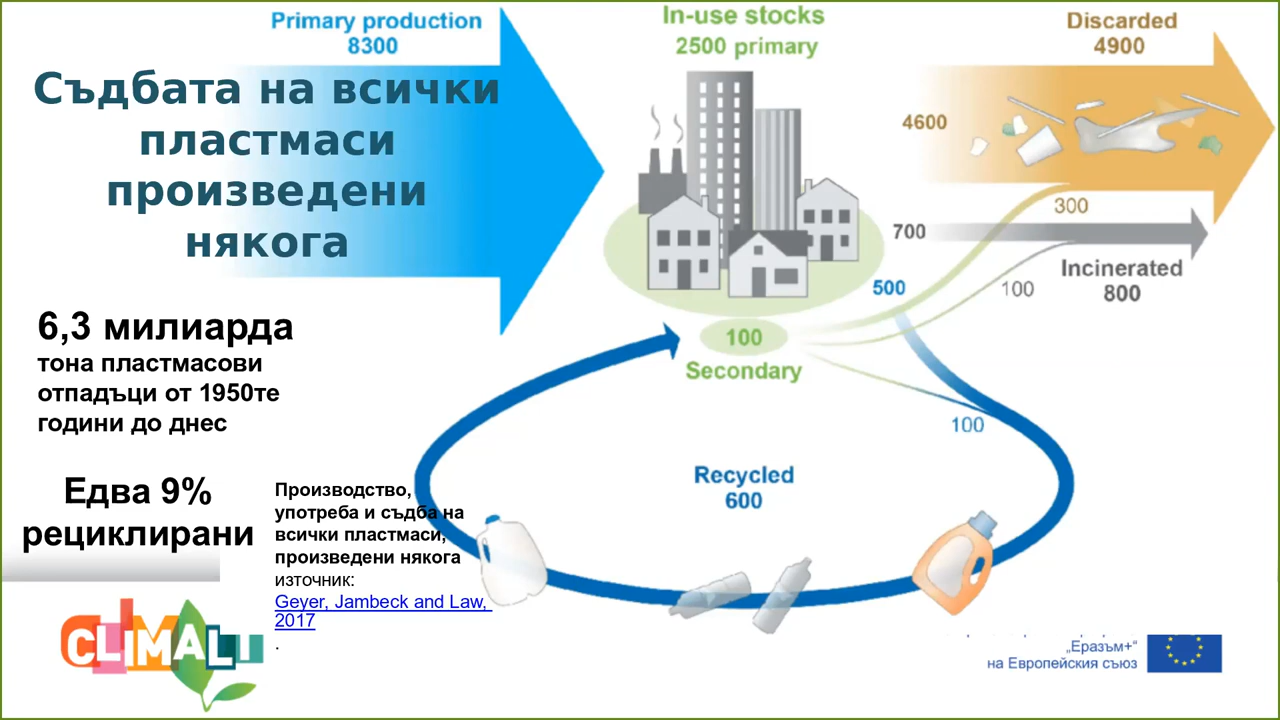 Primary production
8300
In-use stocks
2500 primary
Discarded
4900
Съдбата на всички
пластмаси
произведени
някога
4600
300
700
Incinerated
800
100
500
100
Secondary
6,3 милиарда
тона пластмасови
отпадъци от 1950те
години до днес
100
Recycled
600
Едва 9%
рециклирани
Производство,
употреба и съдба на
всички пластмаси,
произведени някога
източник:
Geyer, Jambeck and Law,
2017
.
CLIMALI
„Еразъм+“
на Европейския съюз